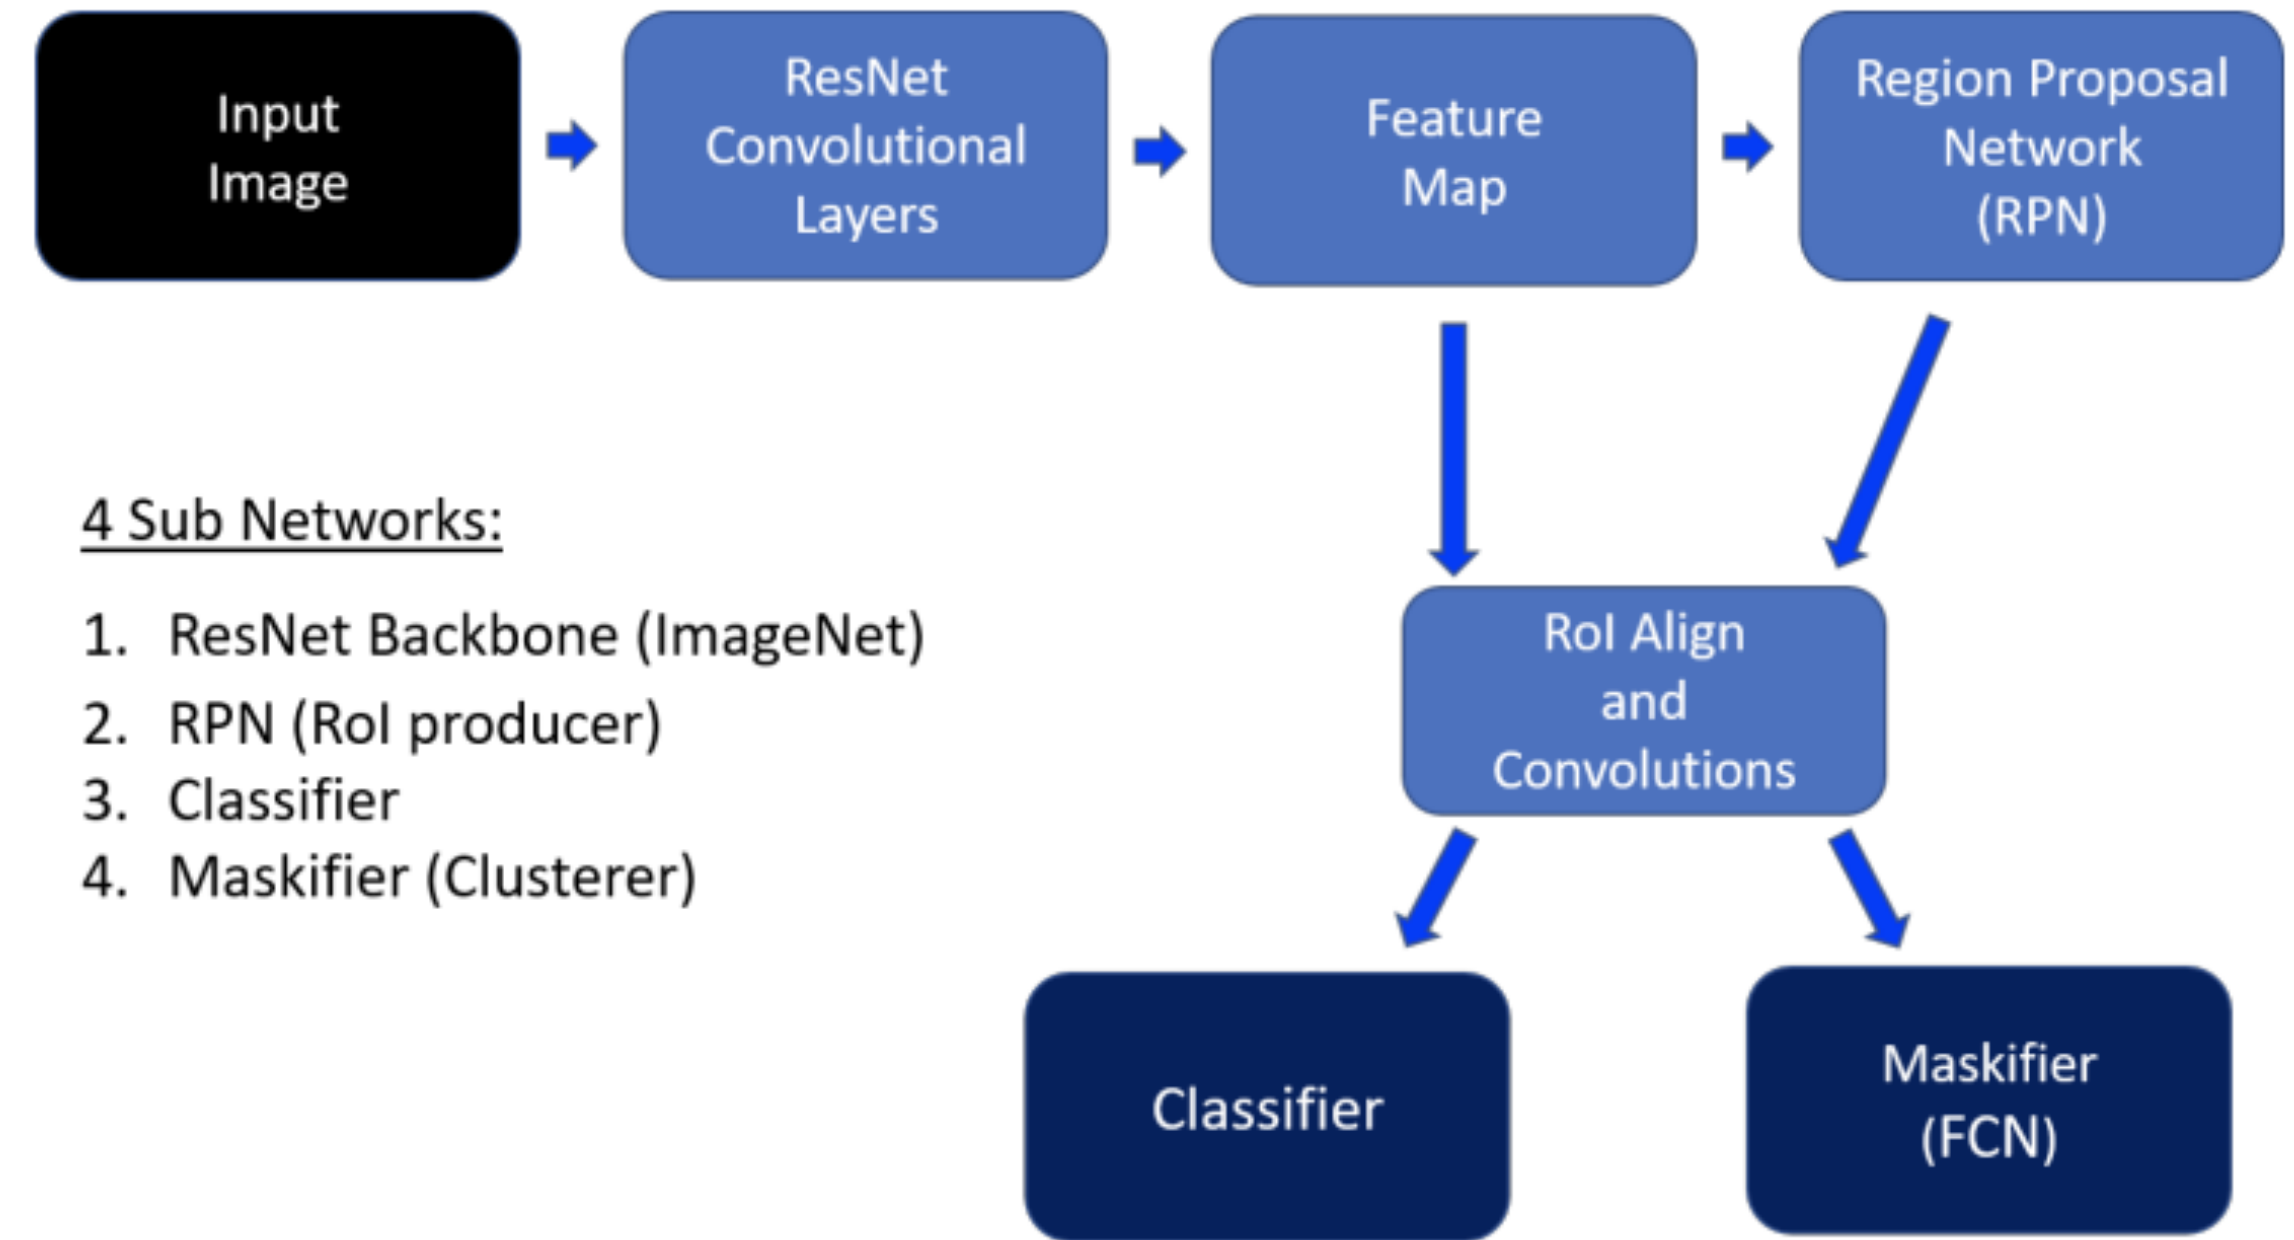 Input
Image
ResNet
Convolutional
Layers
Feature
Map
Region Proposal
Network
(RPN)
4 Sub Networks:
1. ResNet Backbone (ImageNet)
2. RPN (RoI producer)
3. Classifier
4. Maskifier (Clusterer)
RoI Align
and
Convolutions
Classifier
Maskifier
(FCN)